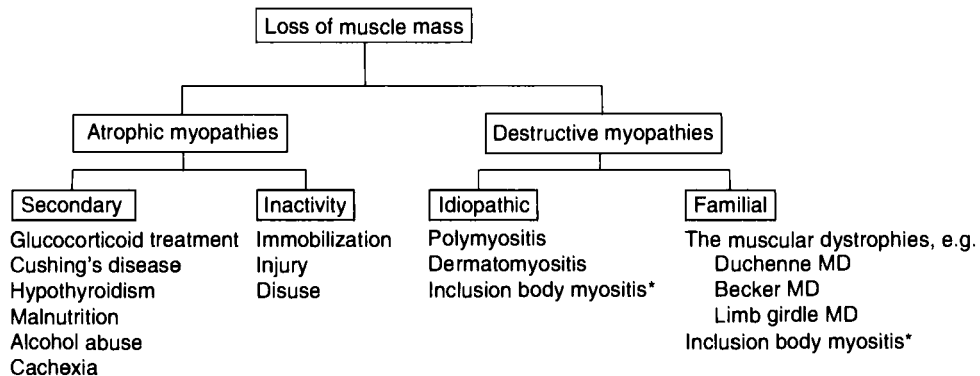 Loss of muscle mass
Atrophic myopathies
Destructive myopathies
Secondary
Glucocorticoid treatment
Cushing's disease
Hypothyroidism
Malnutrition
Alcohol abuse
Cachexia
Inactivity
Immobilization
Injury
Disuse
Idiopathic
Polymyositis
Dermatomyositis
Inclusion body myositis*
Familial
The muscular dystrophies, e.g.
Duchenne MD
Becker MD
Limb girdle MD
Inclusion body myositis*